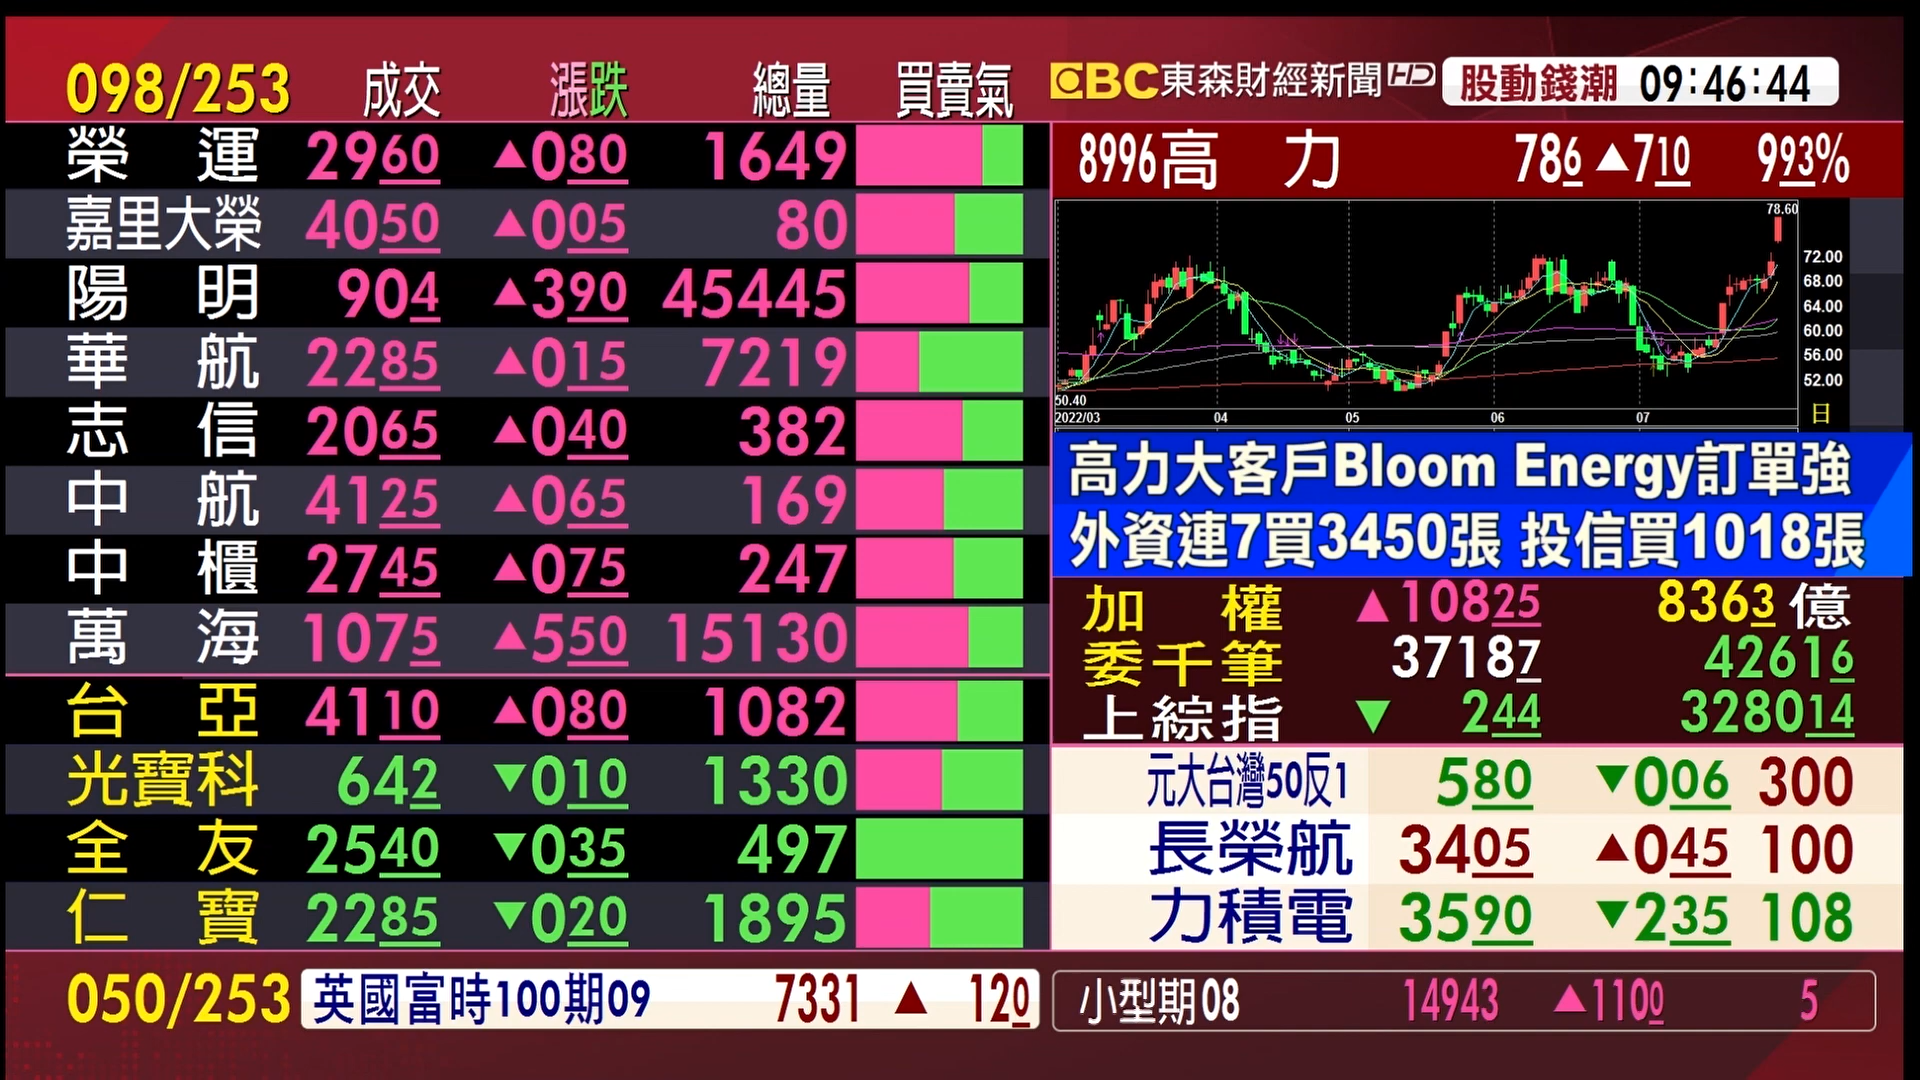 098/253 成交 漲跌 總量 買賣氣
榮運 2960 ▲080 1649
嘉里大榮 4050 ▲005 80
陽明 904 ▲390 45445
華航 2285 ▲015 7219
志信 2065 ▲040 382
中航 4125 ▲065 169
中櫃 2745 ▲075 247
萬海 1075 ▲550 15130
台亞 4110 ▲080 1082
光寶科 642 ▼010 1330
全友 2540 ▼035 497
仁寶 2285 ▼020 1895
050/253 英國富時100期09 7331 ▲ 120
EBC東森財經新聞HD 股動錢潮 09:46:44
8996高力 786 ▲710 993%
78.60
72.00
68.00
64.00
60.00
56.00
52.00
50.40
2022/03 04 05 06 07 日
高力大客戶Bloom Energy訂單強
外資連7買3450張 投信買1018張
加權 ▲10825 8363億
委千筆 37187 42616
上綜指 ▼244 328014
元大台灣50反1 580 ▼006 300
長榮航 3405 ▲045 100
力積電 3590 ▼235 108
小型期08 14943 ▲1100 5